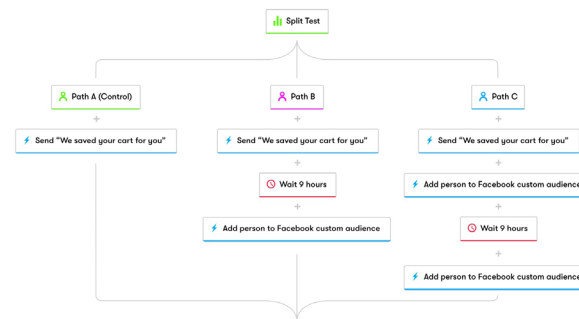 Split Test
Path A (Control)
Path B
Path C
Send “We saved your cart for you”
Send “We saved your cart for you”
Send “We saved your cart for you”
Wait 9 hours
Add person to Facebook custom audience
Add person to Facebook custom audience
Wait 9 hours
Add person to Facebook custom audience